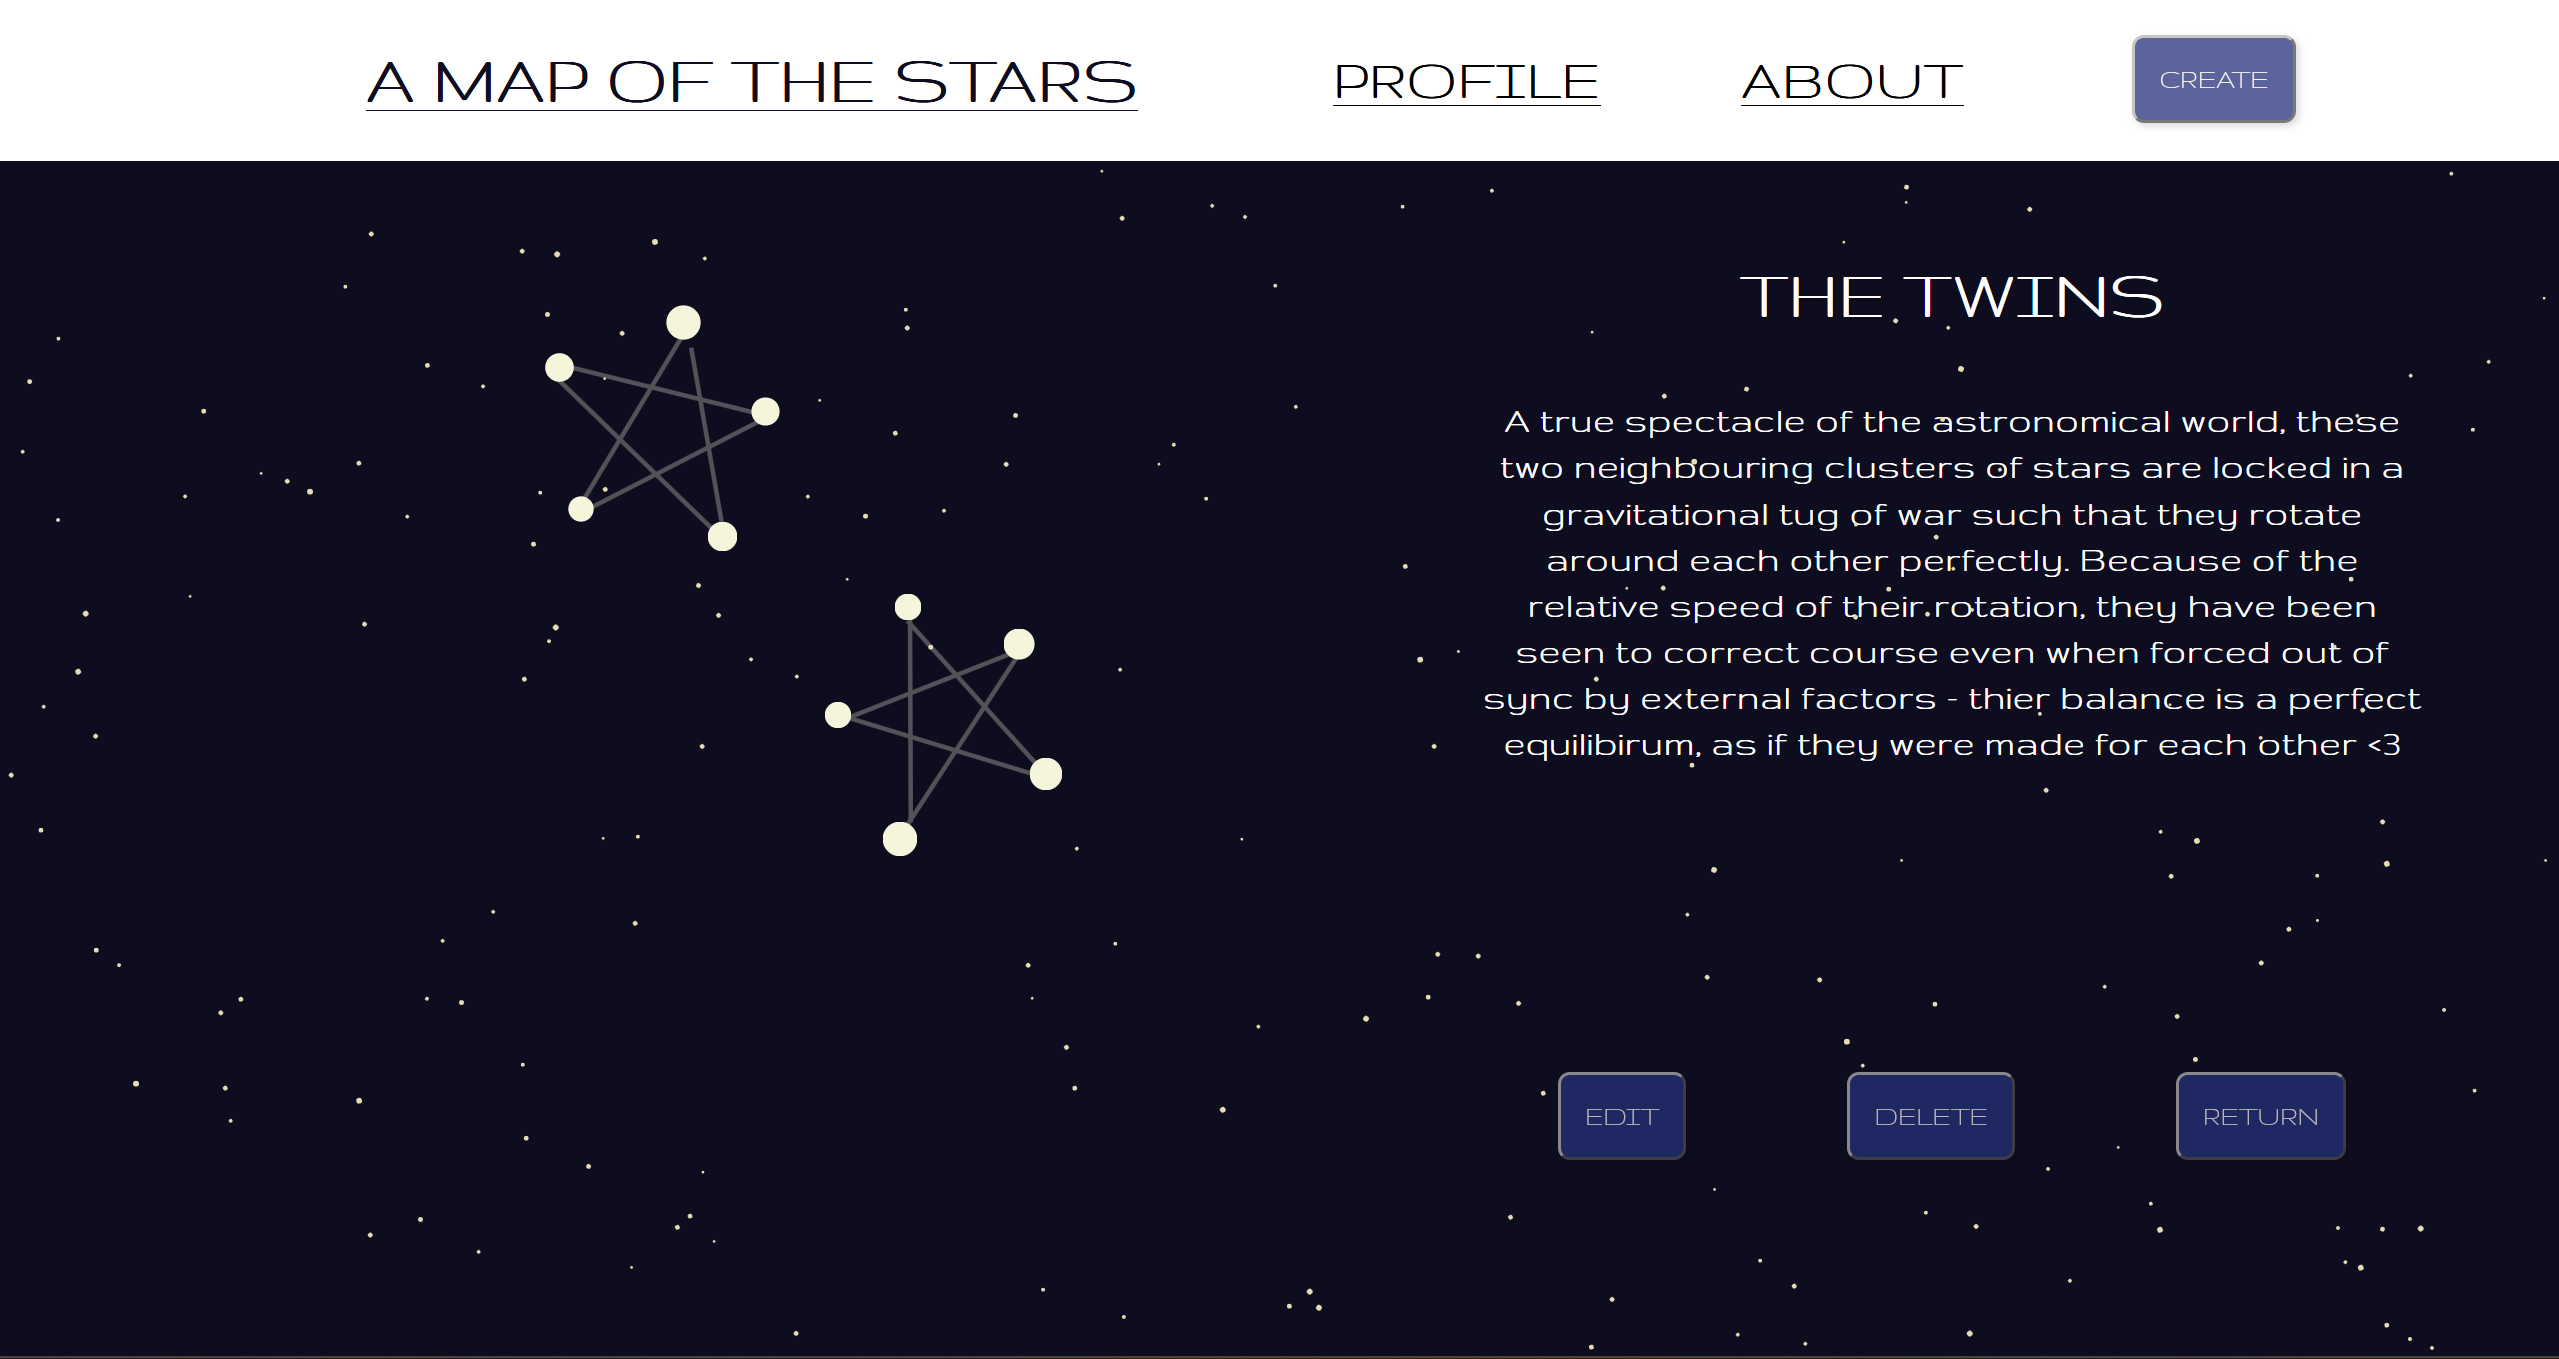 A MAP OF THE STARS
PROFILE
ABOUT
CREATE
THE TWINS
A true spectacle of the astronomical world, these
two neighbouring clusters of stars are locked in a
gravitational tug of war such that they rotate
around each other perfectly. Because of the
relative speed of their rotation, they have been
seen to correct course even when forced out of
sync by external factors - thier balance is a perfect
equilibirum, as if they were made for each other <3
EDIT
DELETE
RETURN